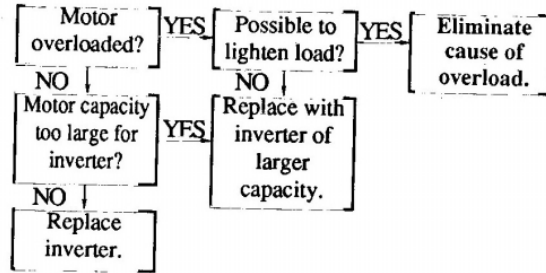 Motor
overloaded?
YES
Possible to
lighten load?
YES
Eliminate
cause of
overload.
NO
NO
Motor capacity
too large for
inverter?
YES
Replace with
inverter of
larger
capacity.
NO
Replace
inverter.